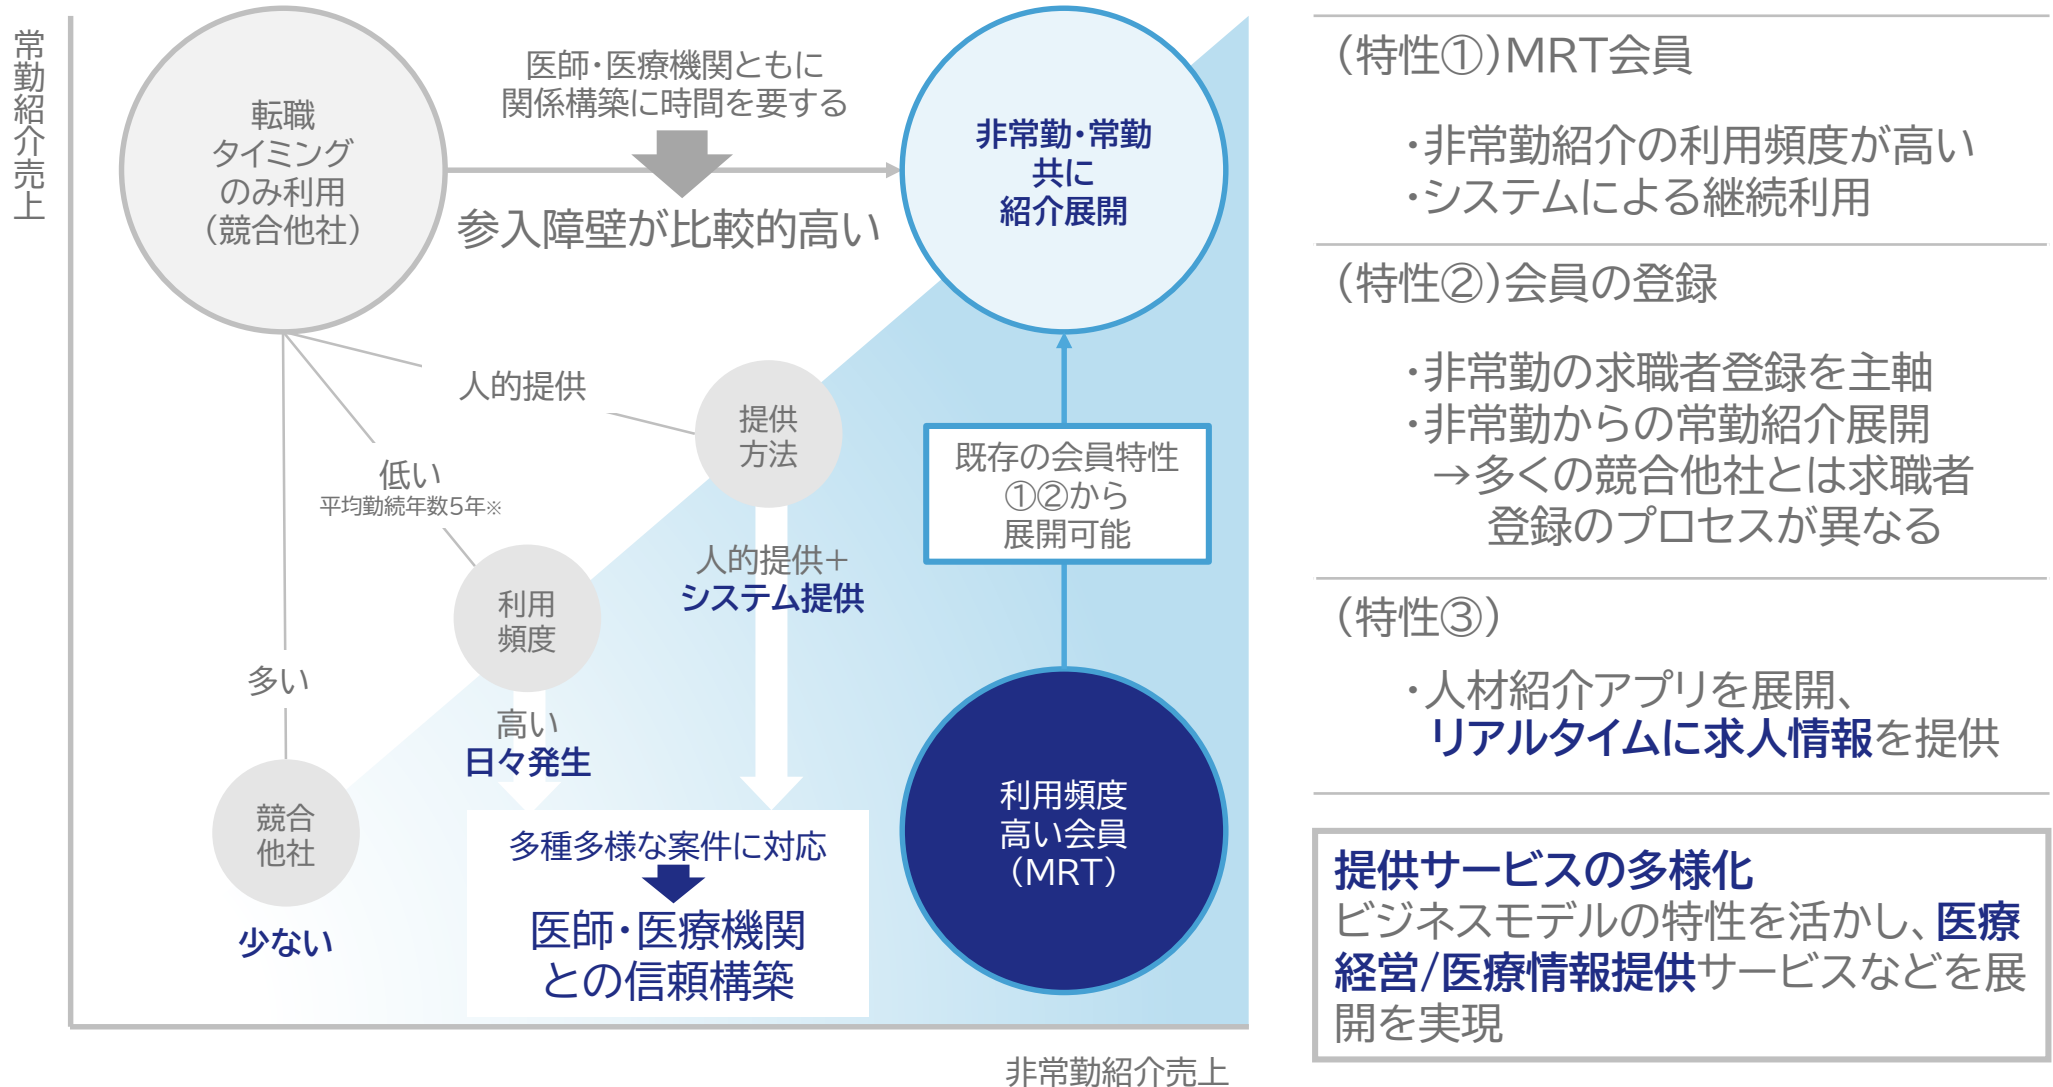 常勤紹介売上
転職
タイミング
のみ利用
(競合他社)
医師・医療機関ともに
関係構築に時間を要する
参入障壁が比較的高い
非常勤・常勤
共に
紹介展開
人的提供
提供
方法
低い
平均勤続年数5年※
人的提供＋
システム提供
既存の会員特性
①②から
展開可能
利用
頻度
多い
高い
日々発生
競合
他社
少ない
多種多様な案件に対応
医師・医療機関
との信頼構築
利用頻度
高い会員
(MRT)
非常勤紹介売上
(特性①)MRT会員
・非常勤紹介の利用頻度が高い
・システムによる継続利用
(特性②)会員の登録
・非常勤の求職者登録を主軸
・非常勤からの常勤紹介展開
→多くの競合他社とは求職者
登録のプロセスが異なる
(特性③)
・人材紹介アプリを展開、
リアルタイムに求人情報を提供
提供サービスの多様化
ビジネスモデルの特性を活かし、医療
経営/医療情報提供サービスなどを展
開を実現